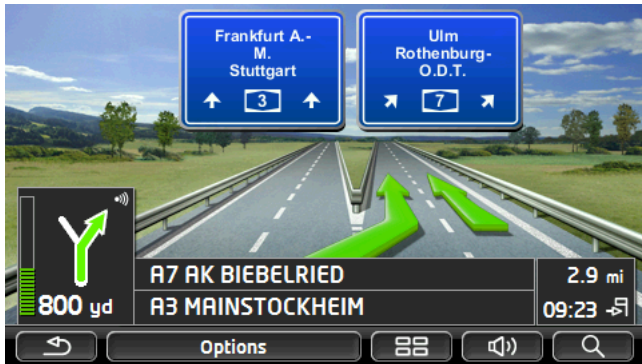 Frankfurt A.-
M.
Stuttgart
3
Ulm
Rothenburg-
O.D.T.
7
A7 AK BIEBELRIED
2.9 mi
800 yd
A3 MAINSTOCKHEIM
09:23
Options